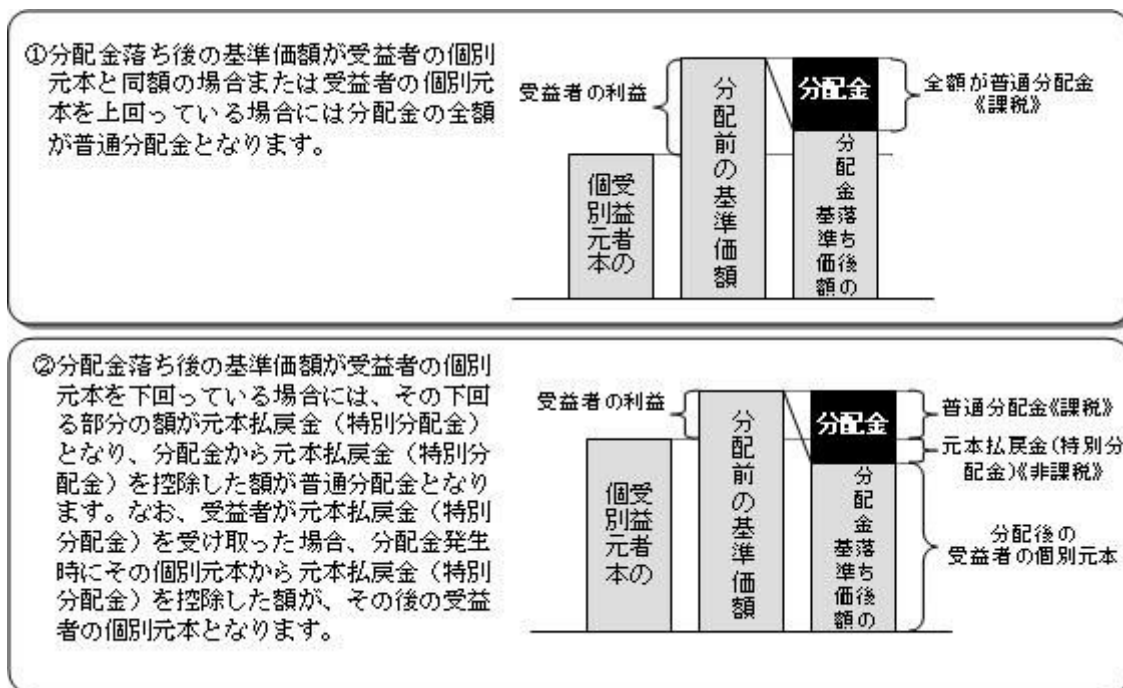 ①分配金落ち後の基準価額が受益者の個別
元本と同額の場合または受益者の個別元
本を上回っている場合には分配金の全額
が普通分配金となります。
受益者の利益
受益者の
個別元本
分配前の基準価額
分配金
分配金落ち後の
基準価額
全額が普通分配金
《課税》
②分配金落ち後の基準価額が受益者の個別
元本を下回っている場合には、その下回
る部分の額が元本払戻金（特別分配金）
となり、分配金から元本払戻金（特別分
配金）を控除した額が普通分配金となり
ます。なお、受益者が元本払戻金（特別
分配金）を受け取った場合、分配金発生
時にその個別元本から元本払戻金（特別
分配金）を控除した額が、その後の受益
者の個別元本となります。
受益者の利益
受益者の
個別元本
分配前の基準価額
分配金
分配金落ち後の
基準価額
普通分配金《課税》
元本払戻金(特別分
配金)《非課税》
分配後の
受益者の個別元本